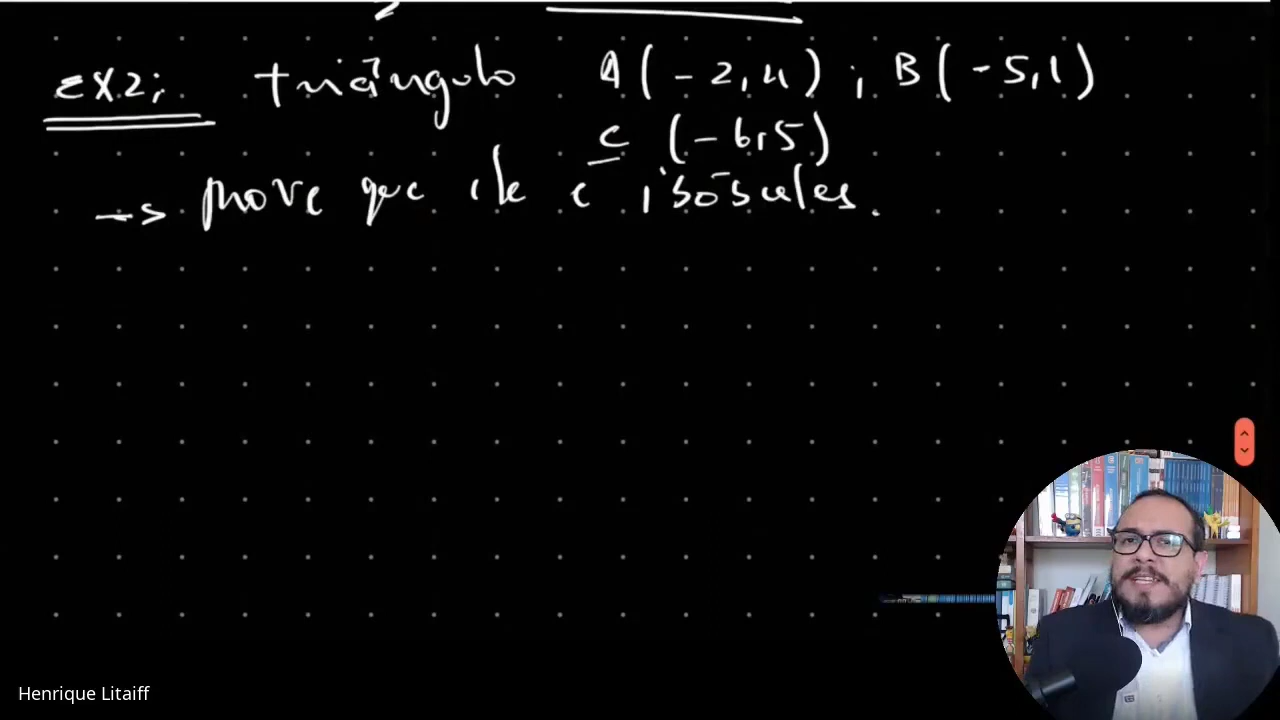 Ex2: triângulo A(-2,4); B(-5,1)
C (-6,5)
→ prove que ele é isósceles.
Henrique Litaiff